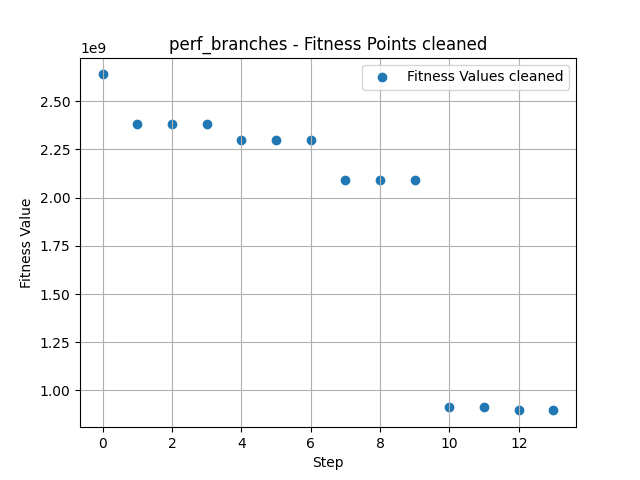 perf_branches - Fitness Points cleaned
1e9
Fitness Values cleaned
2.50
2.25
2.00
1.75
1.50
1.25
1.00
Fitness Value
0 2 4 6 8 10 12
Step